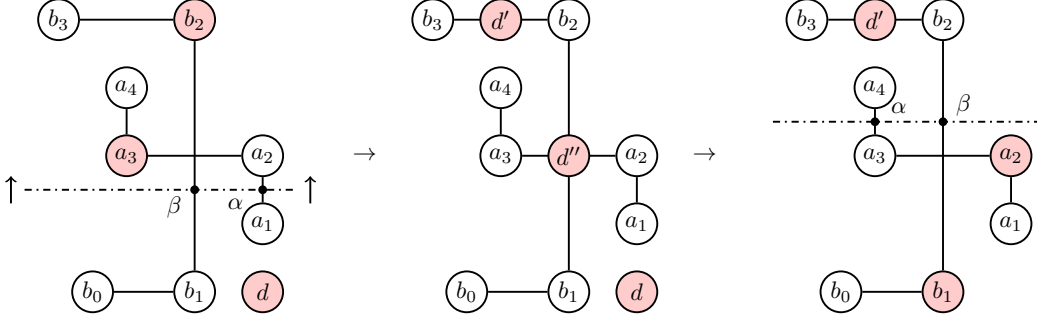 b₃ b₂ b₃ d′ b₂ b₃ d′ b₂
a₄ a₄ a₄
α β
a₃ a₂ → a₃ d″ a₂ → a₃ a₂
β α
a₁ a₁ a₁
b₀ b₁ d b₀ b₁ d b₀ b₁